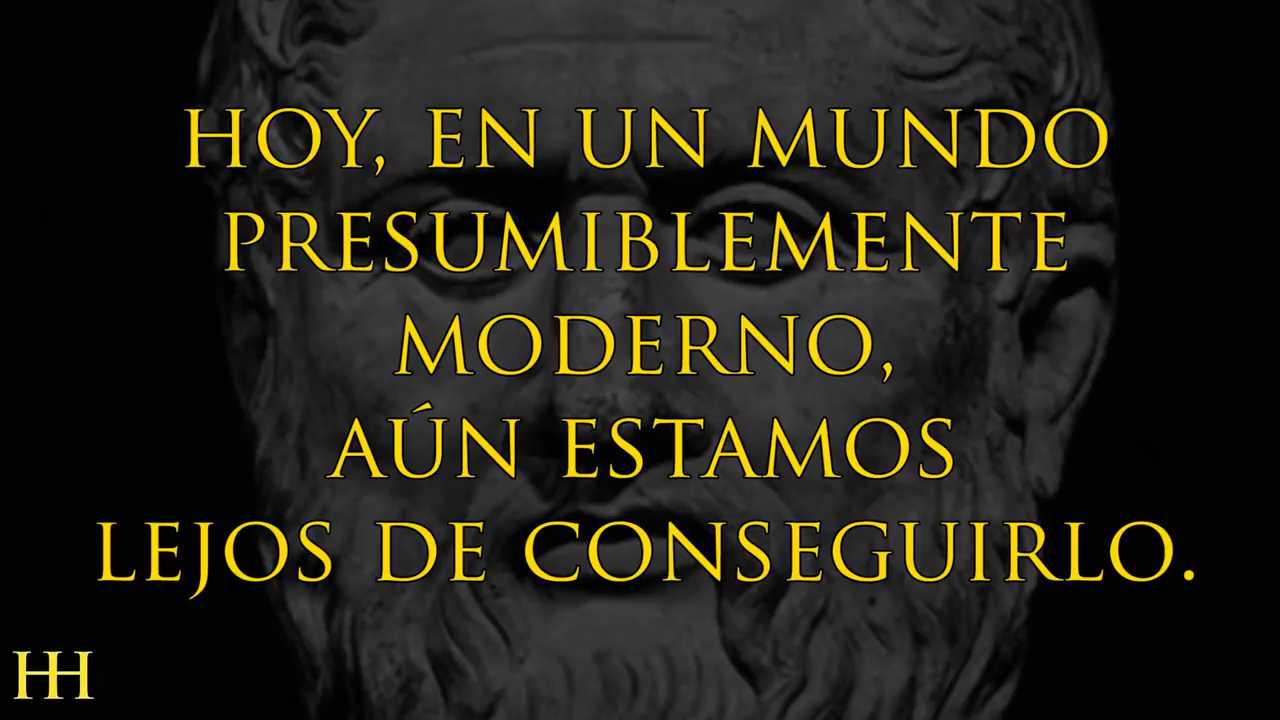 HOY, EN UN MUNDO
PRESUMIBLEMENTE
MODERNO,
AÚN ESTAMOS
LEJOS DE CONSEGUIRLO.
HH